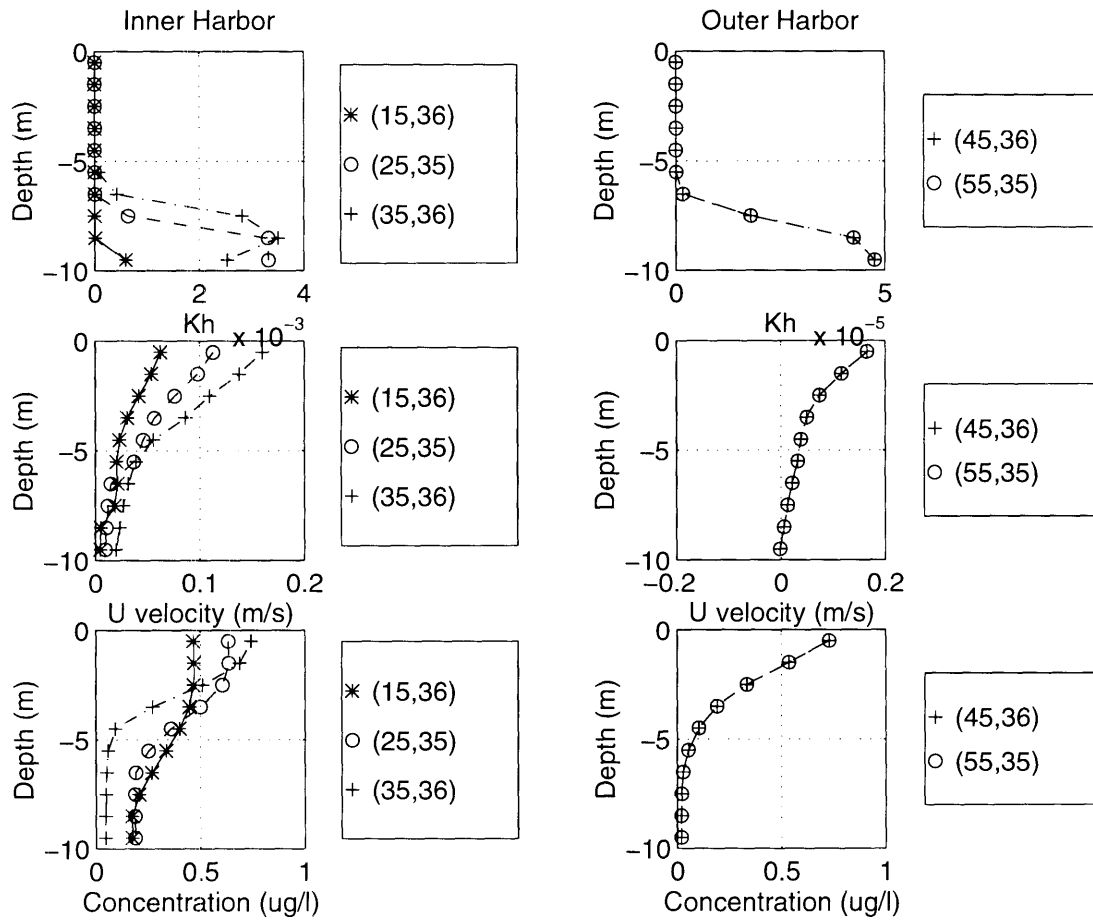 Inner Harbor
Outer Harbor
0
−5
−10
Depth (m)
0 2 4
Kh
x 10−3
* (15,36)
o (25,35)
+ (35,36)
0
−5
−10
Depth (m)
0 5
Kh
x 10−5
+ (45,36)
o (55,35)
0
−5
−10
Depth (m)
0 0.1 0.2
U velocity (m/s)
* (15,36)
o (25,35)
+ (35,36)
0
−5
−10
Depth (m)
−0.2 0 0.2
U velocity (m/s)
+ (45,36)
o (55,35)
0
−5
−10
Depth (m)
0 0.5 1
Concentration (ug/l)
* (15,36)
o (25,35)
+ (35,36)
0
−5
−10
Depth (m)
0 0.5 1
Concentration (ug/l)
+ (45,36)
o (55,35)